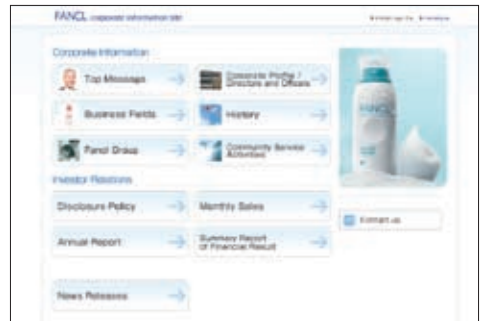 FANCL corporate information site
Corporate Information
Top Message
Corporate Profile /
Directors and Officers
Business Fields
History
Fancl Group
Community Service
Activities
FANCL
Investor Relations
Disclosure Policy
Monthly Sales
Contact us
Annual Report
Summary Report
of Financial Result
News Releases